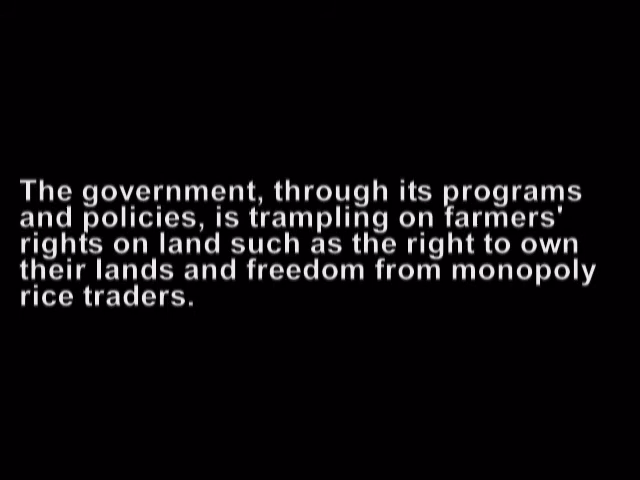 The government, through its programs
and policies, is trampling on farmers'
rights on land such as the right to own
their lands and freedom from monopoly
rice traders.